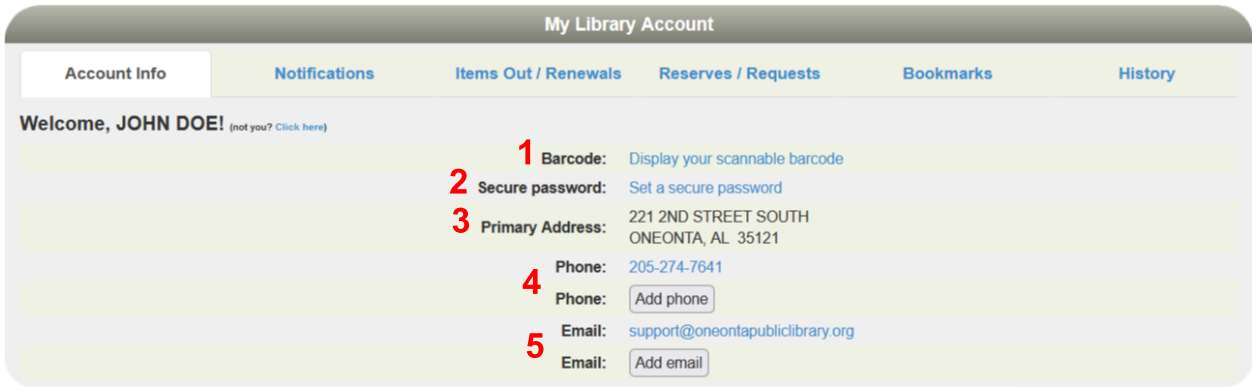 My Library Account
Account Info Notifications Items Out / Renewals Reserves / Requests Bookmarks History
Welcome, JOHN DOE! (not you? Click here)
1 Barcode: Display your scannable barcode
2 Secure password: Set a secure password
3 Primary Address: 221 2ND STREET SOUTH
ONEONTA, AL 35121
4 Phone: 205-274-7641
Phone: Add phone
5 Email: support@oneontapubliclibrary.org
Email: Add email